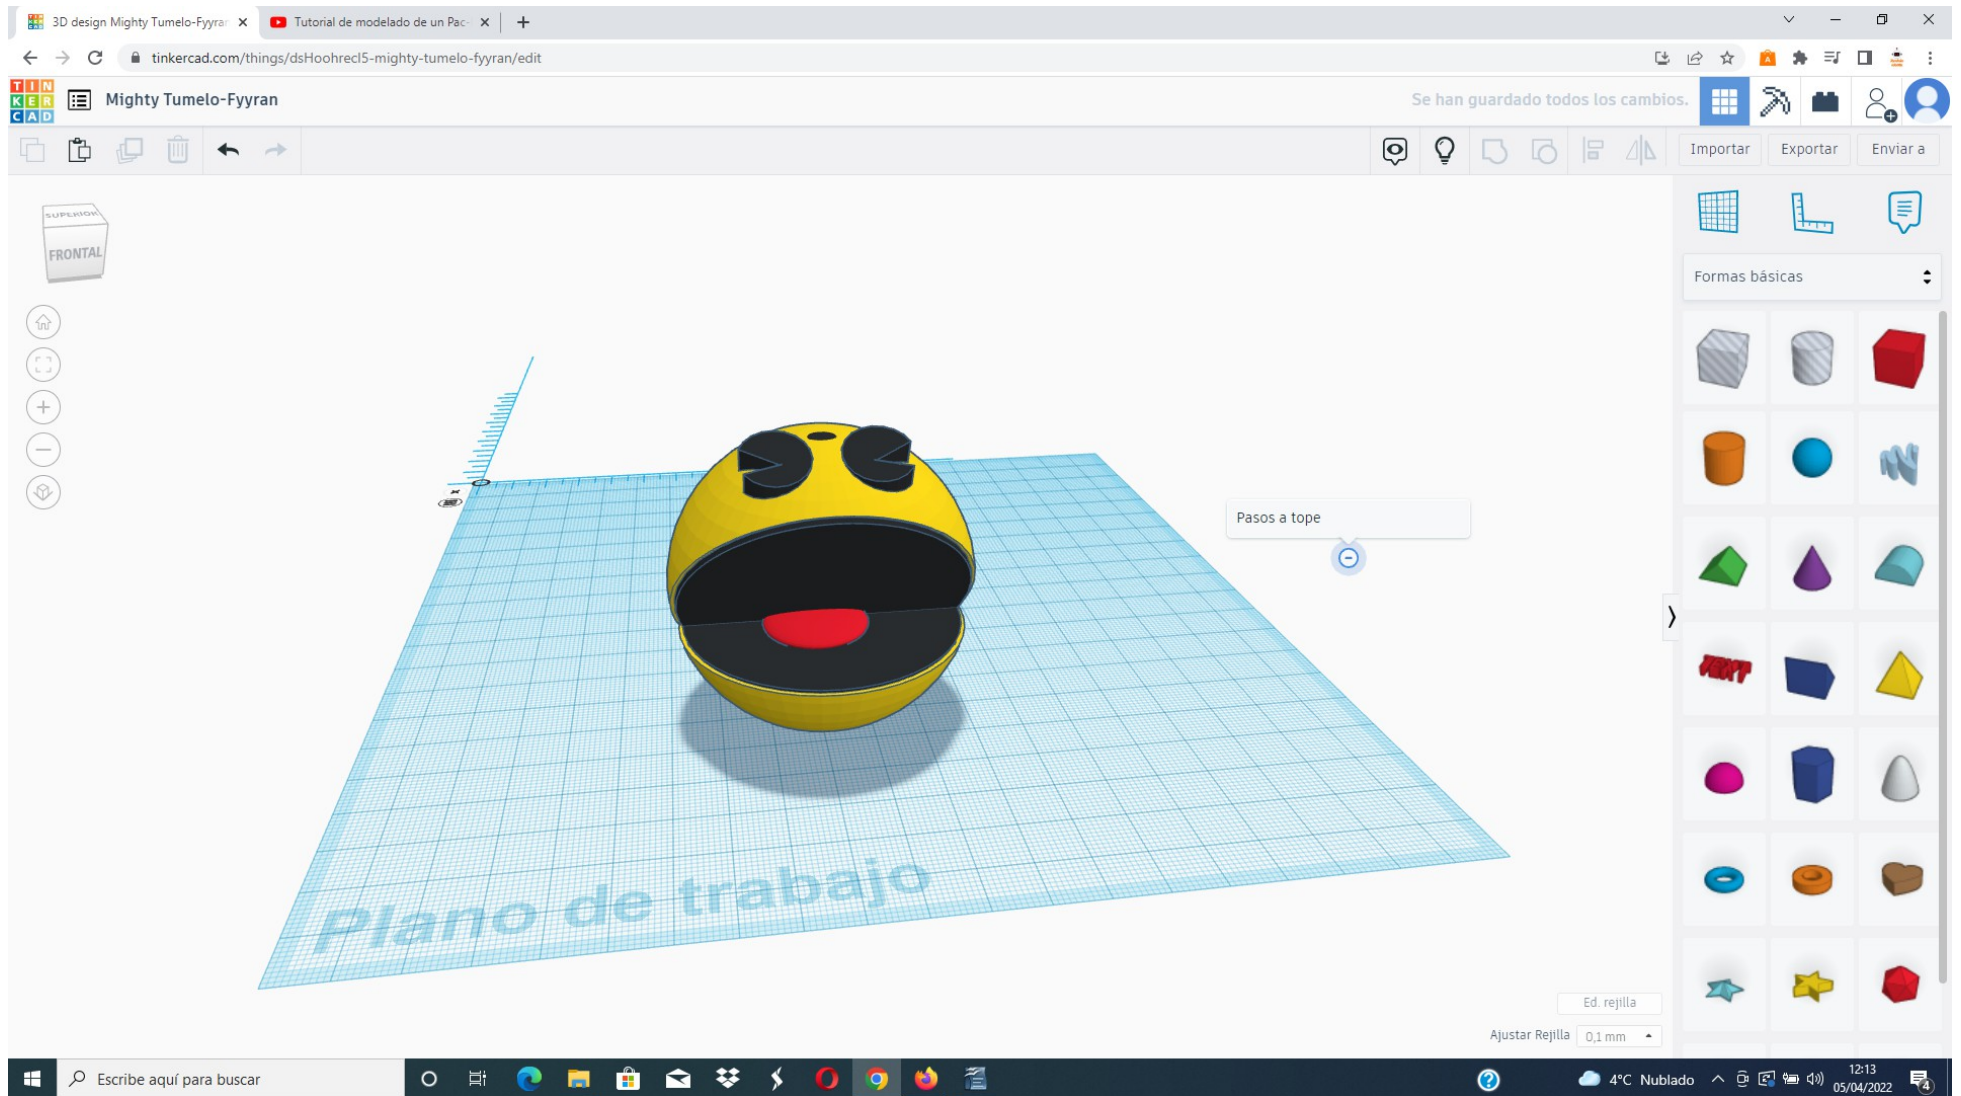 3D design Mighty Tumelo-Fyyran
Tutorial de modelado de un Pac-
tinkercad.com/things/dsHoohrecI5-mighty-tumelo-fyyran/edit
TIN
KER
CAD
Mighty Tumelo-Fyyran
Se han guardado todos los cambios.
Importar
Exportar
Enviar a
SUPERIOR
FRONTAL
Formas básicas
Pasos a tope
TEXT
Plano de trabajo
Ed. rejilla
Ajustar Rejilla
0,1 mm
Escribe aquí para buscar
4°C Nublado
12:13
05/04/2022
4